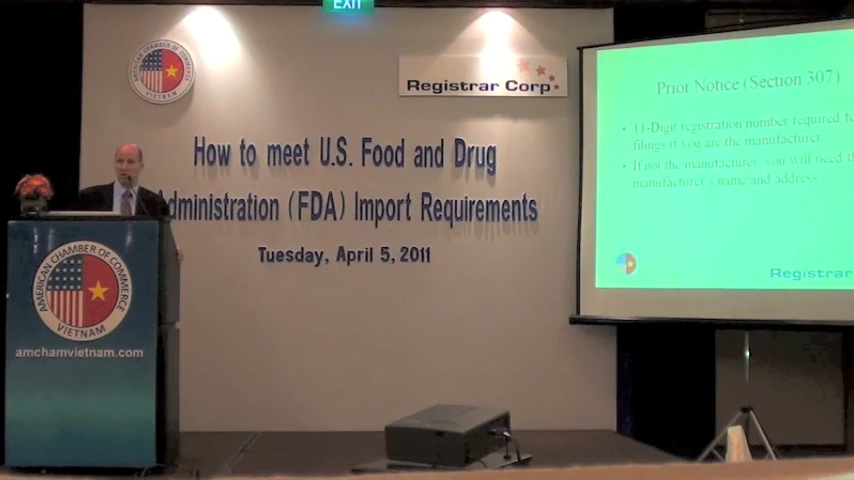 EXIT
AMERICAN CHAMBER OF COMMERCE
VIETNAM
Registrar Corp
How to meet U.S. Food and Drug
Administration (FDA) Import Requirements
Tuesday, April 5, 2011
AMERICAN CHAMBER OF COMMERCE
VIETNAM
amchamvietnam.com
Prior Notice (Section 307)
• 11-Digit registration number required
filings if you are the manufacturer
• If not the manufacturer, you will need
manufacturer's name and address
Registrar